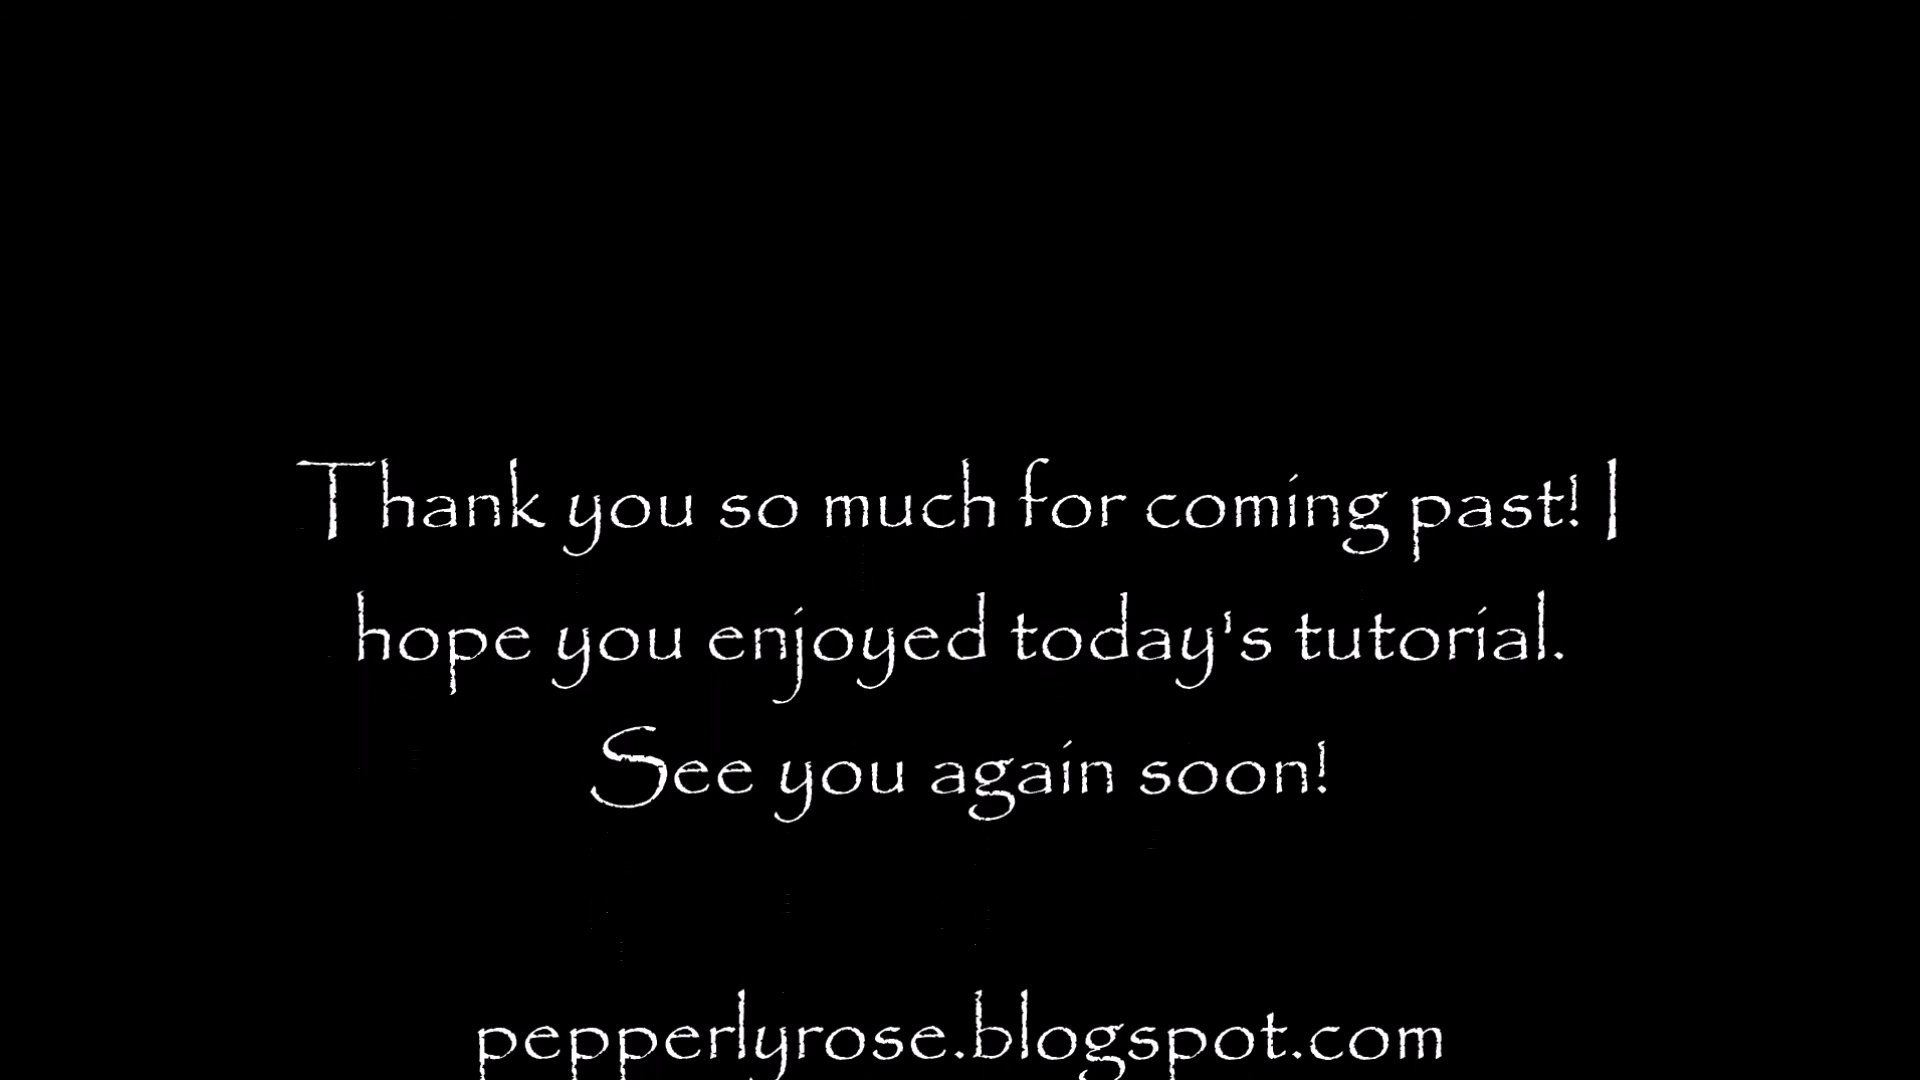 Thank you so much for coming past! I
hope you enjoyed today's tutorial.
See you again soon!
pepperlyrose.blogspot.com